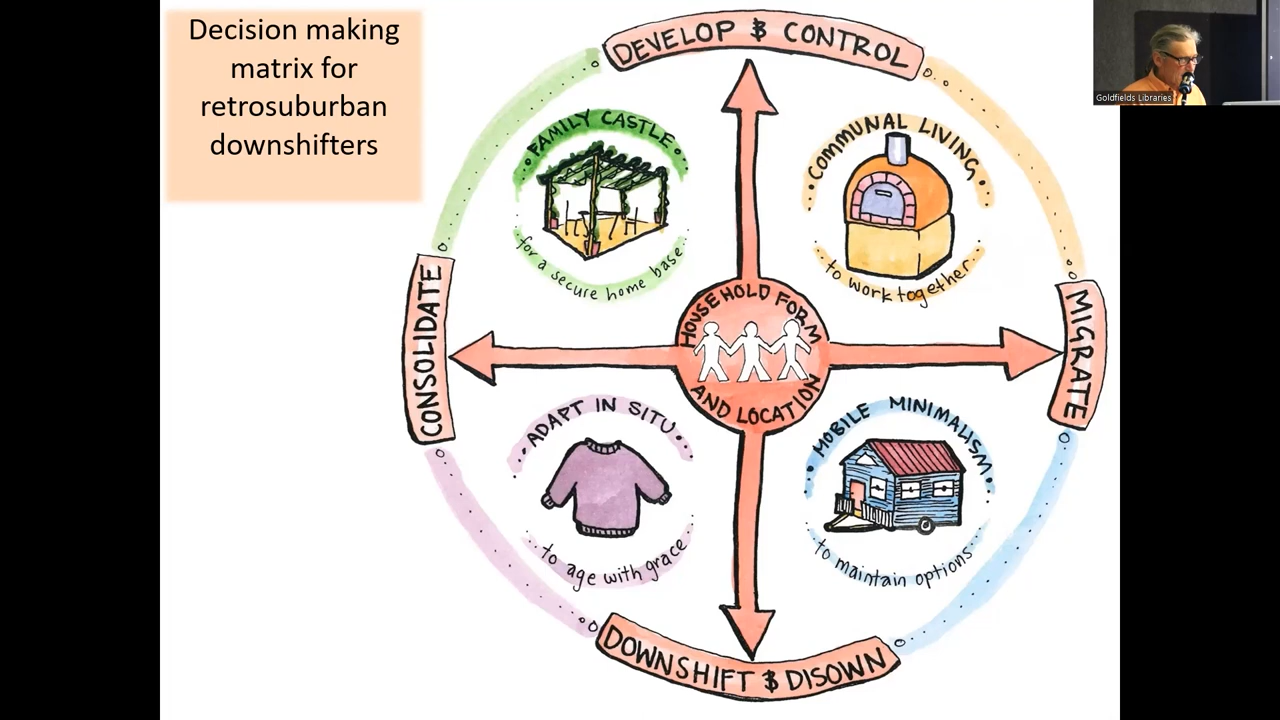 Decision making
matrix for
retrosuburban
downshifters
DEVELOP & CONTROL
Goldfields Libraries
FAMILY CASTLE
for a secure home base
COMMUNAL LIVING
to work together
CONSOLIDATE
HOUSEHOLD FORM
AND LOCATION
MIGRATE
ADAPT IN SITU
to age with grace
MOBILE MINIMALISM
to maintain options
DOWNSHIFT & DISOWN